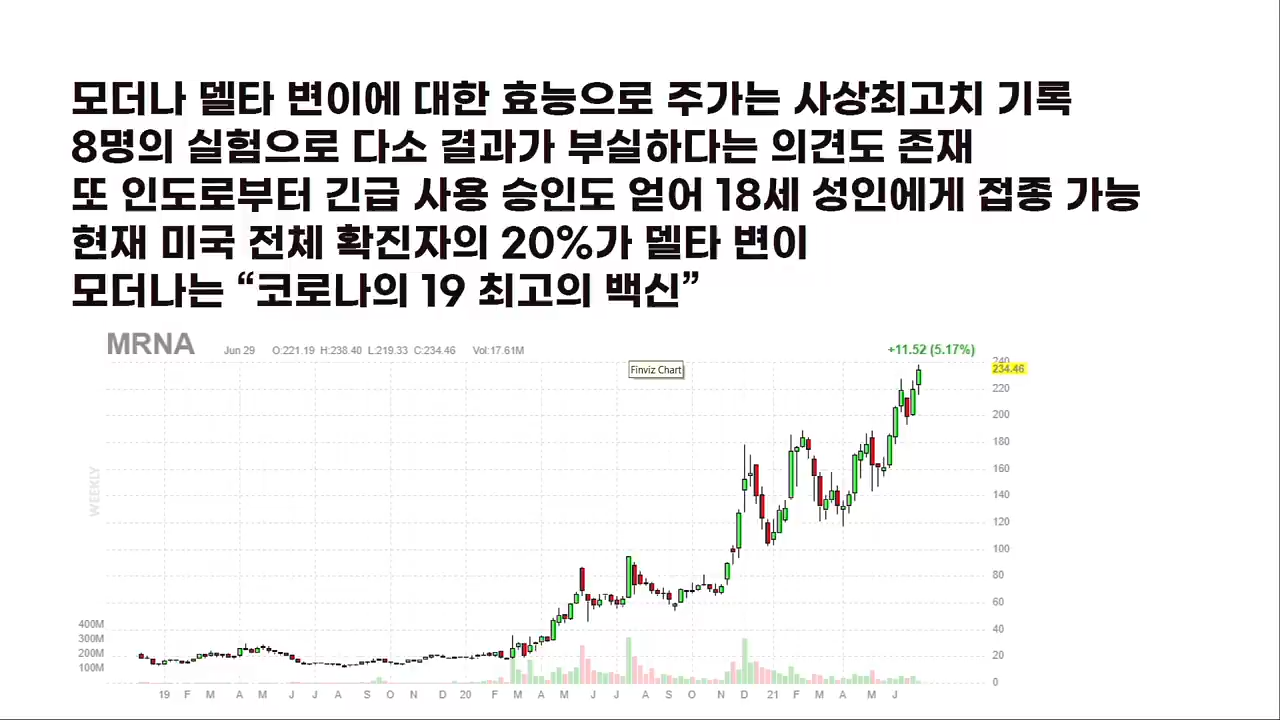 모더나 델타 변이에 대한 효능으로 주가는 사상최고치 기록
8명의 실험으로 다소 결과가 부실하다는 의견도 존재
또 인도로부터 긴급 사용 승인도 얻어 18세 성인에게 접종 가능
현재 미국 전체 확진자의 20%가 델타 변이
모더나는 “코로나의 19 최고의 백신”
MRNA Jun 29 O:221.19 H:238.40 L:219.33 C:234.46 Vol:17.61M +11.52 (5.17%)
240
234.46
Finviz Chart
220
200
180
160
WEEKLY
140
120
100
80
60
400M 40
300M
200M 20
100M
0
19 F M A M J J A S O N D 20 F M A M J J A S O N D 21 F M A M J